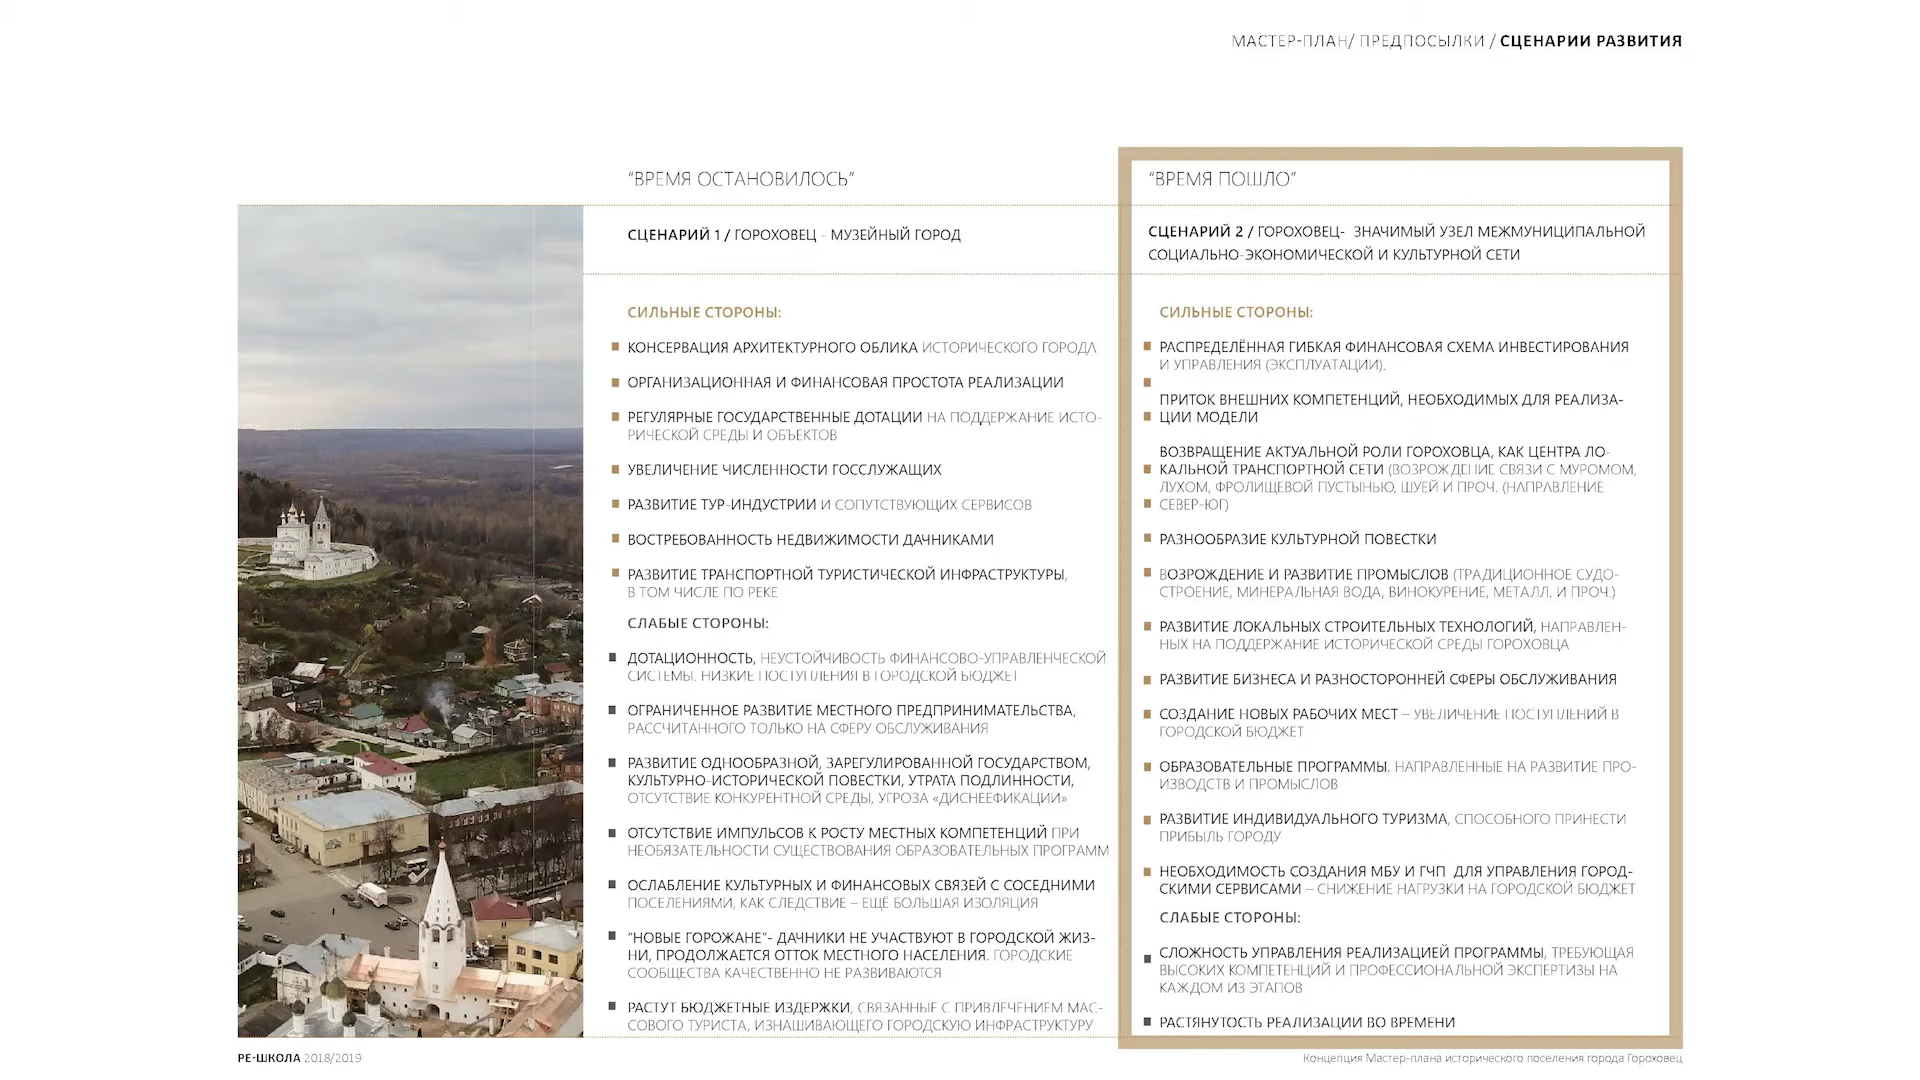 МАСТЕР-ПЛАН/ ПРЕДПОСЫЛКИ / СЦЕНАРИИ РАЗВИТИЯ
“ВРЕМЯ ОСТАНОВИЛОСЬ”
СЦЕНАРИЙ 1 / ГОРОХОВЕЦ - МУЗЕЙНЫЙ ГОРОД
СИЛЬНЫЕ СТОРОНЫ:
КОНСЕРВАЦИЯ АРХИТЕКТУРНОГО ОБЛИКА ИСТОРИЧЕСКОГО ГОРОДА
ОРГАНИЗАЦИОННАЯ И ФИНАНСОВАЯ ПРОСТОТА РЕАЛИЗАЦИИ
РЕГУЛЯРНЫЕ ГОСУДАРСТВЕННЫЕ ДОТАЦИИ НА ПОДДЕРЖАНИЕ ИСТО-
РИЧЕСКОЙ СРЕДЫ И ОБЪЕКТОВ
УВЕЛИЧЕНИЕ ЧИСЛЕННОСТИ ГОССЛУЖАЩИХ
РАЗВИТИЕ ТУР-ИНДУСТРИИ И СОПУТСТВУЮЩИХ СЕРВИСОВ
ВОСТРЕБОВАННОСТЬ НЕДВИЖИМОСТИ ДАЧНИКАМИ
РАЗВИТИЕ ТРАНСПОРТНОЙ ТУРИСТИЧЕСКОЙ ИНФРАСТРУКТУРЫ,
В ТОМ ЧИСЛЕ ПО РЕКЕ
СЛАБЫЕ СТОРОНЫ:
ДОТАЦИОННОСТЬ, НЕУСТОЙЧИВОСТЬ ФИНАНСОВО-УПРАВЛЕНЧЕСКОЙ
СИСТЕМЫ. НИЗКИЕ ПОСТУПЛЕНИЯ В ГОРОДСКОЙ БЮДЖЕТ
ОГРАНИЧЕННОЕ РАЗВИТИЕ МЕСТНОГО ПРЕДПРИНИМАТЕЛЬСТВА,
РАССЧИТАННОГО ТОЛЬКО НА СФЕРУ ОБСЛУЖИВАНИЯ
РАЗВИТИЕ ОДНООБРАЗНОЙ, ЗАРЕГУЛИРОВАННОЙ ГОСУДАРСТВОМ,
КУЛЬТУРНО-ИСТОРИЧЕСКОЙ ПОВЕСТКИ, УТРАТА ПОДЛИННОСТИ,
ОТСУТСТВИЕ КОНКУРЕНТНОЙ СРЕДЫ, УГРОЗА «ДИСНЕЕФИКАЦИИ»
ОТСУТСТВИЕ ИМПУЛЬСОВ К РОСТУ МЕСТНЫХ КОМПЕТЕНЦИЙ ПРИ
НЕОБЯЗАТЕЛЬНОСТИ СУЩЕСТВОВАНИЯ ОБРАЗОВАТЕЛЬНЫХ ПРОГРАММ
ОСЛАБЛЕНИЕ КУЛЬТУРНЫХ И ФИНАНСОВЫХ СВЯЗЕЙ С СОСЕДНИМИ
ПОСЕЛЕНИЯМИ, КАК СЛЕДСТВИЕ – ЕЩЁ БОЛЬШАЯ ИЗОЛЯЦИЯ
“НОВЫЕ ГОРОЖАНЕ”- ДАЧНИКИ НЕ УЧАСТВУЮТ В ГОРОДСКОЙ ЖИЗ-
НИ, ПРОДОЛЖАЕТСЯ ОТТОК МЕСТНОГО НАСЕЛЕНИЯ. ГОРОДСКИЕ
СООБЩЕСТВА КАЧЕСТВЕННО НЕ РАЗВИВАЮТСЯ
РАСТУТ БЮДЖЕТНЫЕ ИЗДЕРЖКИ, СВЯЗАННЫЕ С ПРИВЛЕЧЕНИЕМ МАС-
СОВОГО ТУРИСТА, ИЗНАШИВАЮЩЕГО ГОРОДСКУЮ ИНФРАСТРУКТУРУ
“ВРЕМЯ ПОШЛО”
СЦЕНАРИЙ 2 / ГОРОХОВЕЦ- ЗНАЧИМЫЙ УЗЕЛ МЕЖМУНИЦИПАЛЬНОЙ
СОЦИАЛЬНО-ЭКОНОМИЧЕСКОЙ И КУЛЬТУРНОЙ СЕТИ
СИЛЬНЫЕ СТОРОНЫ:
РАСПРЕДЕЛЁННАЯ ГИБКАЯ ФИНАНСОВАЯ СХЕМА ИНВЕСТИРОВАНИЯ
И УПРАВЛЕНИЯ (ЭКСПЛУАТАЦИИ).
ПРИТОК ВНЕШНИХ КОМПЕТЕНЦИЙ, НЕОБХОДИМЫХ ДЛЯ РЕАЛИЗА-
ЦИИ МОДЕЛИ
ВОЗВРАЩЕНИЕ АКТУАЛЬНОЙ РОЛИ ГОРОХОВЦА, КАК ЦЕНТРА ЛО-
КАЛЬНОЙ ТРАНСПОРТНОЙ СЕТИ (ВОЗРОЖДЕНИЕ СВЯЗИ С МУРОМОМ,
ЛУХОМ, ФРОЛИЩЕВОЙ ПУСТЫНЬЮ, ШУЕЙ И ПРОЧ. (НАПРАВЛЕНИЕ
СЕВЕР-ЮГ)
РАЗНООБРАЗИЕ КУЛЬТУРНОЙ ПОВЕСТКИ
ВОЗРОЖДЕНИЕ И РАЗВИТИЕ ПРОМЫСЛОВ (ТРАДИЦИОННОЕ СУДО-
СТРОЕНИЕ, МИНЕРАЛЬНАЯ ВОДА, ВИНОКУРЕНИЕ, МЕТАЛЛ. И ПРОЧ.)
РАЗВИТИЕ ЛОКАЛЬНЫХ СТРОИТЕЛЬНЫХ ТЕХНОЛОГИЙ, НАПРАВЛЕН-
НЫХ НА ПОДДЕРЖАНИЕ ИСТОРИЧЕСКОЙ СРЕДЫ ГОРОХОВЦА
РАЗВИТИЕ БИЗНЕСА И РАЗНОСТОРОННЕЙ СФЕРЫ ОБСЛУЖИВАНИЯ
СОЗДАНИЕ НОВЫХ РАБОЧИХ МЕСТ – УВЕЛИЧЕНИЕ ПОСТУПЛЕНИЙ В
ГОРОДСКОЙ БЮДЖЕТ
ОБРАЗОВАТЕЛЬНЫЕ ПРОГРАММЫ, НАПРАВЛЕННЫЕ НА РАЗВИТИЕ ПРО-
ИЗВОДСТВ И ПРОМЫСЛОВ
РАЗВИТИЕ ИНДИВИДУАЛЬНОГО ТУРИЗМА, СПОСОБНОГО ПРИНЕСТИ
ПРИБЫЛЬ ГОРОДУ
НЕОБХОДИМОСТЬ СОЗДАНИЯ МБУ И ГЧП ДЛЯ УПРАВЛЕНИЯ ГОРОД-
СКИМИ СЕРВИСАМИ – СНИЖЕНИЕ НАГРУЗКИ НА ГОРОДСКОЙ БЮДЖЕТ
СЛАБЫЕ СТОРОНЫ:
СЛОЖНОСТЬ УПРАВЛЕНИЯ РЕАЛИЗАЦИЕЙ ПРОГРАММЫ, ТРЕБУЮЩАЯ
ВЫСОКИХ КОМПЕТЕНЦИЙ И ПРОФЕССИОНАЛЬНОЙ ЭКСПЕРТИЗЫ НА
КАЖДОМ ИЗ ЭТАПОВ
РАСТЯНУТОСТЬ РЕАЛИЗАЦИИ ВО ВРЕМЕНИ
РЕ-ШКОЛА 2018/2019
Концепция Мастер-плана исторического поселения города Гороховец